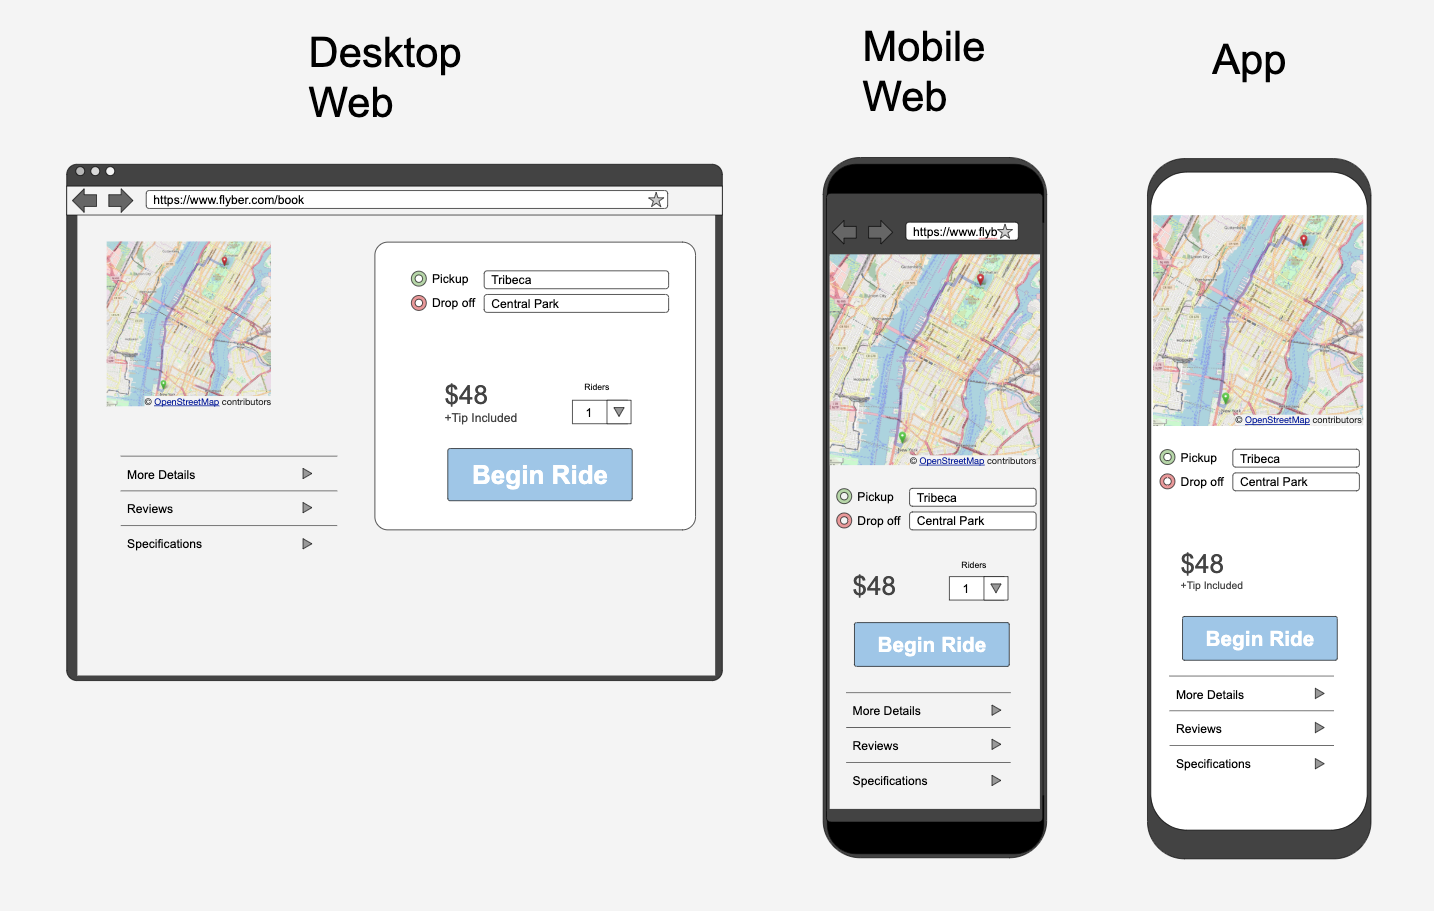 Desktop
Web
https://www.flyber.com/book
© OpenStreetMap contributors
More Details
Reviews
Specifications
Pickup
Tribeca
Drop off
Central Park
$48
+Tip Included
Riders
1
Begin Ride
Mobile
Web
https://www.flyb
© OpenStreetMap contributors
Pickup
Tribeca
Drop off
Central Park
$48
Riders
1
Begin Ride
More Details
Reviews
Specifications
App
© OpenStreetMap contributors
Pickup
Tribeca
Drop off
Central Park
$48
+Tip Included
Begin Ride
More Details
Reviews
Specifications